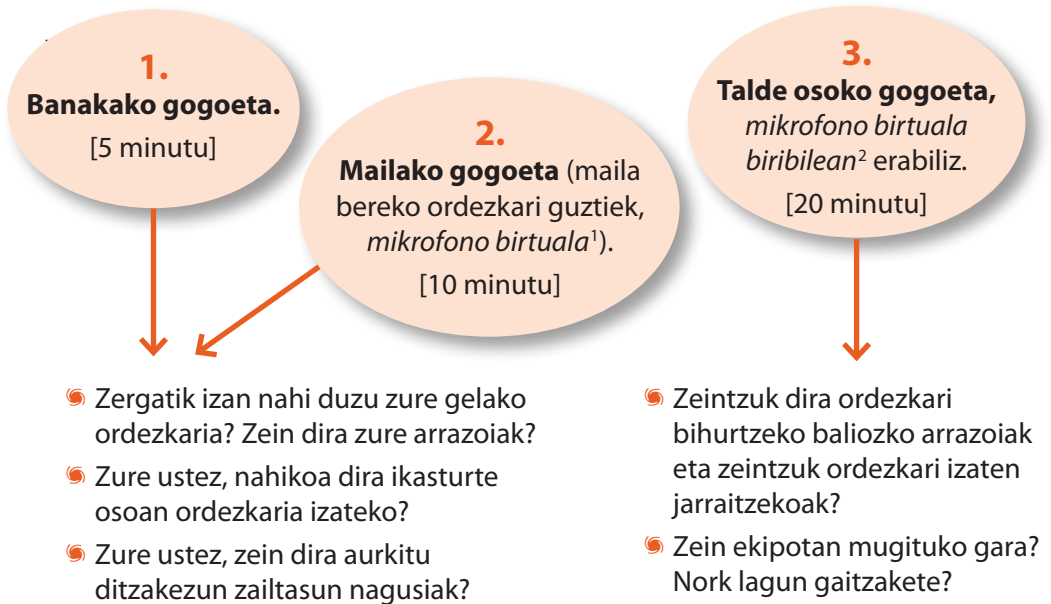 1.
Banakako gogoeta.
[5 minutu]
2.
Mailako gogoeta (maila
bereko ordezkari guztiek,
mikrofono birtuala¹).
[10 minutu]
3.
Talde osoko gogoeta,
mikrofono birtuala
biribilean² erabiliz.
[20 minutu]
Zergatik izan nahi duzu zure gelako
ordezkaria? Zein dira zure arrazoiak?
Zure ustez, nahikoa dira ikasturte
osoan ordezkaria izateko?
Zure ustez, zein dira aurkitu
ditzakezun zailtasun nagusiak?
Zeintzuk dira ordezkari
bihurtzeko baliozko arrazoiak
eta zeintzuk ordezkari izaten
jarraitzekoak?
Zein ekipotan mugituko gara?
Nork lagun gaitzakete?